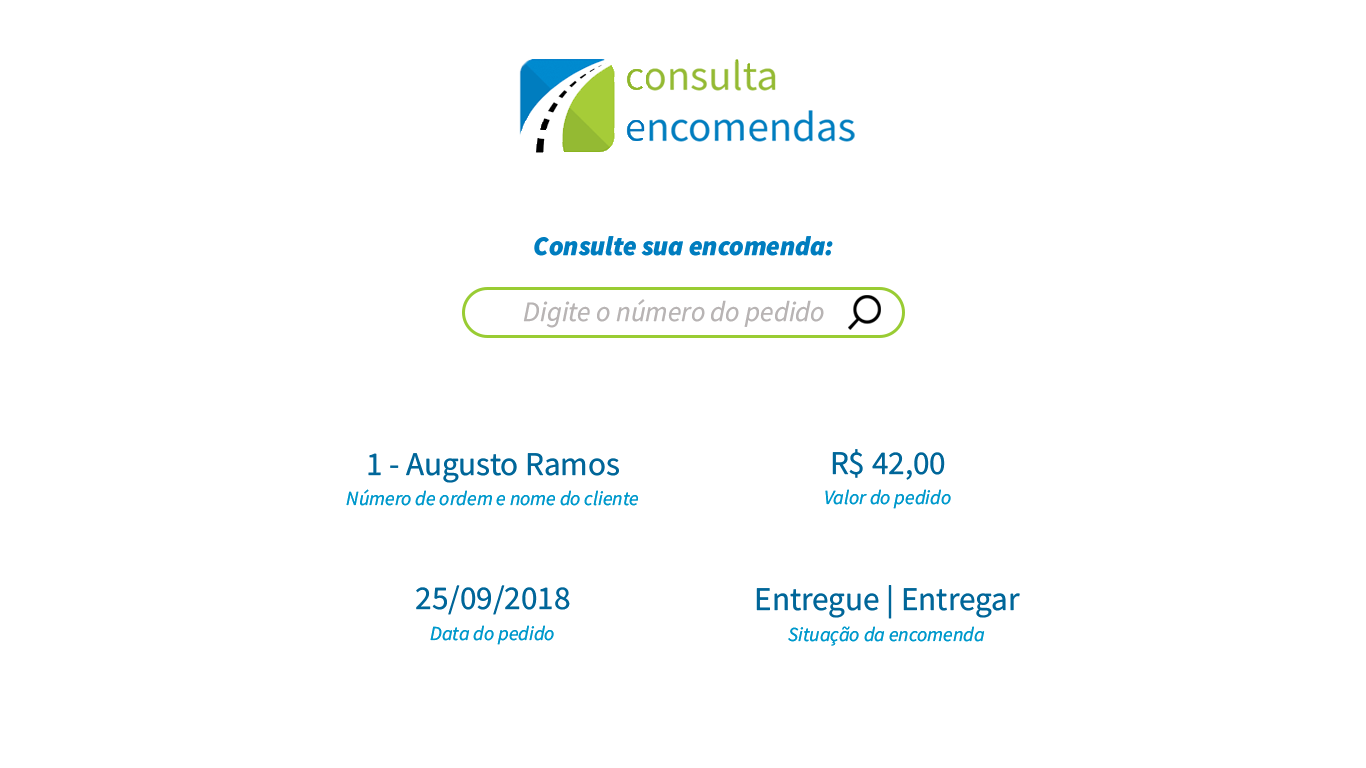 consulta
encomendas
Consulte sua encomenda:
Digite o número do pedido
1 - Augusto Ramos
Número de ordem e nome do cliente
R$ 42,00
Valor do pedido
25/09/2018
Data do pedido
Entregue | Entregar
Situação da encomenda